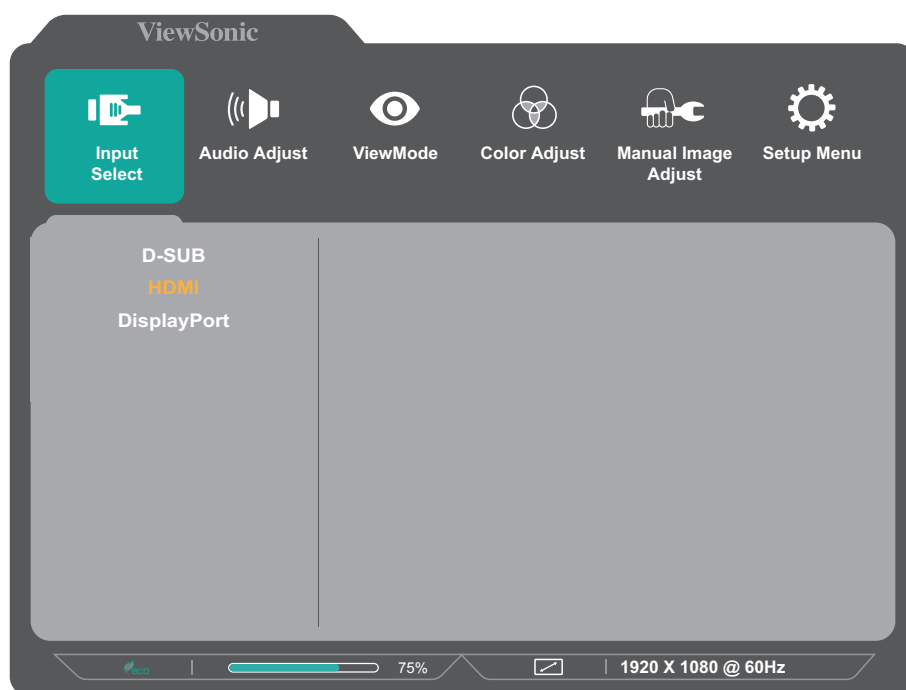 ViewSonic
Input
Select
Audio Adjust
ViewMode
Color Adjust
Manual Image
Adjust
Setup Menu
D-SUB
HDMI
DisplayPort
ECO
75%
1920 X 1080 @ 60Hz